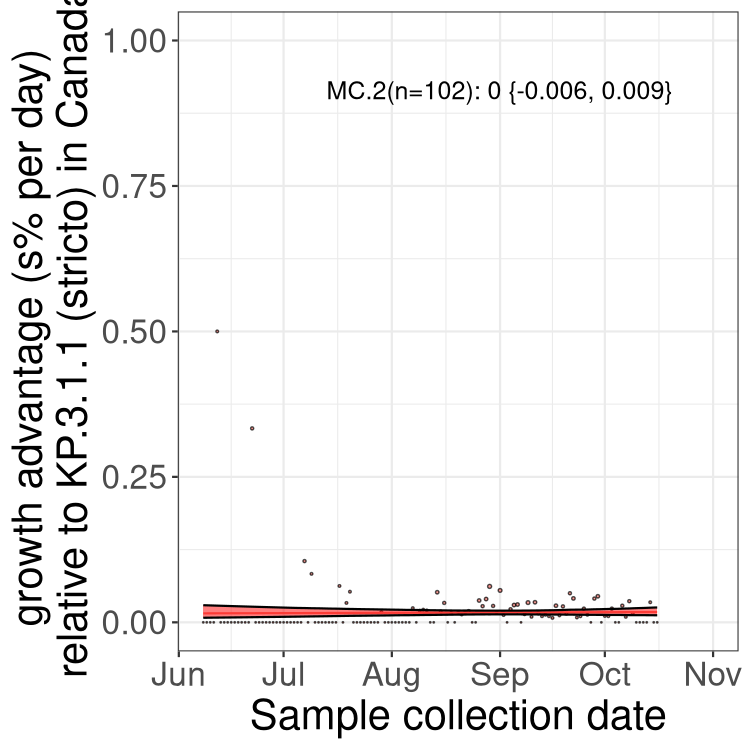 growth advantage (s% per day)
relative to KP.3.1.1 (stricto) in Canada
1.00
0.75
0.50
0.25
0.00
MC.2(n=102): 0 {-0.006, 0.009}
Jun Jul Aug Sep Oct Nov
Sample collection date